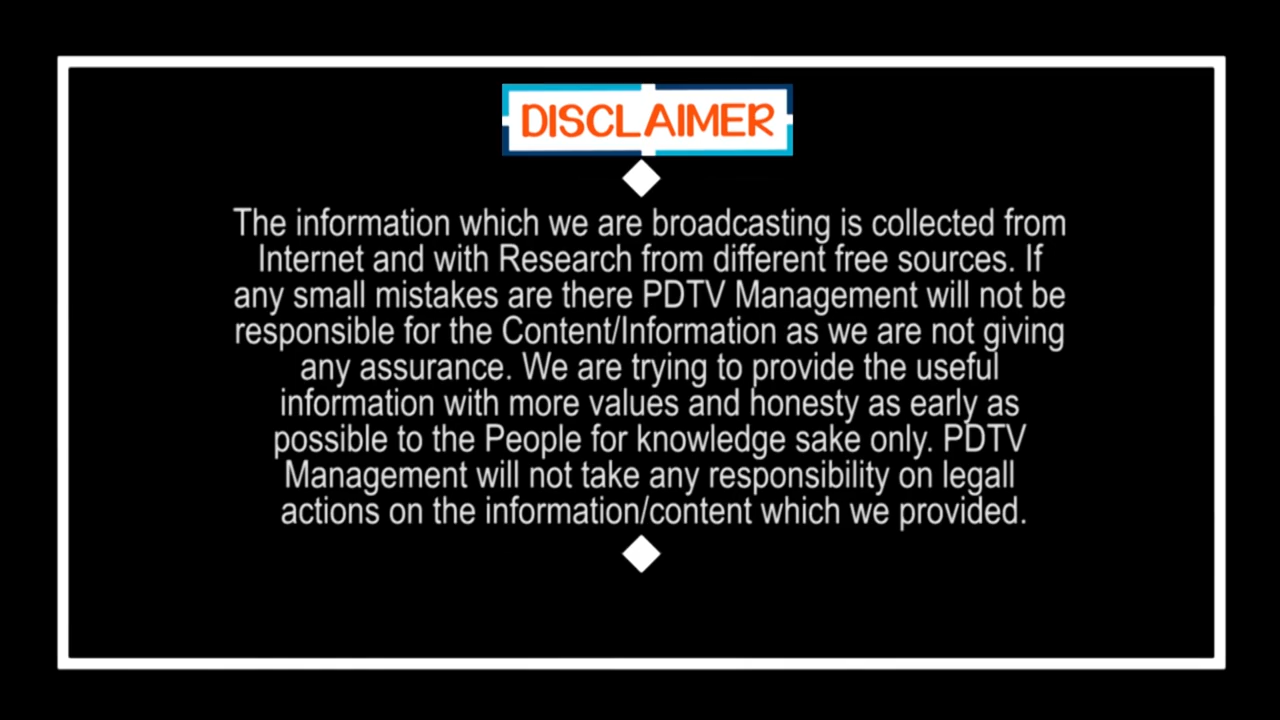 DISCLAIMER
The information which we are broadcasting is collected from
Internet and with Research from different free sources. If
any small mistakes are there PDTV Management will not be
responsible for the Content/Information as we are not giving
any assurance. We are trying to provide the useful
information with more values and honesty as early as
possible to the People for knowledge sake only. PDTV
Management will not take any responsibility on legall
actions on the information/content which we provided.